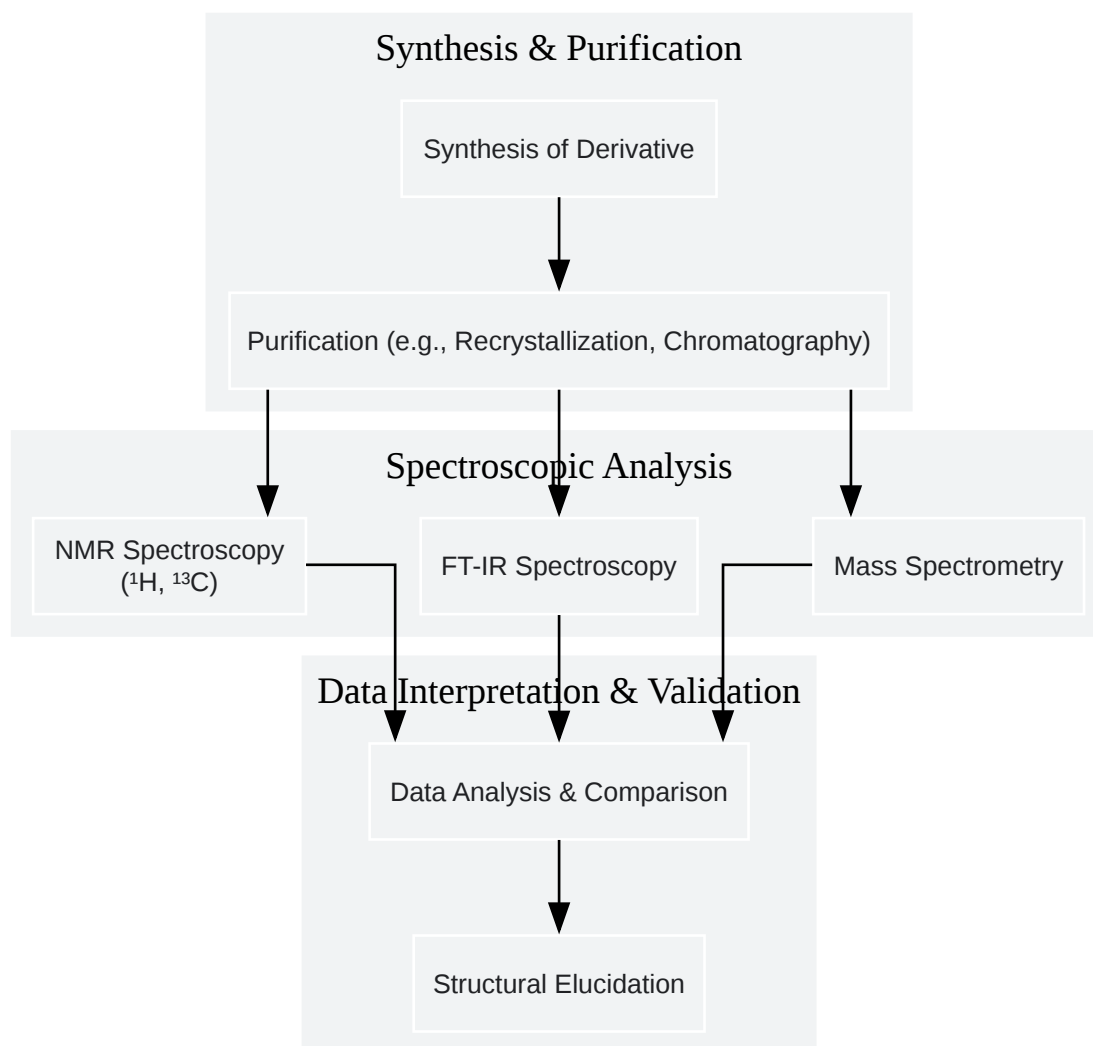 Synthesis & Purification
Synthesis of Derivative
Purification (e.g., Recrystallization, Chromatography)
Spectroscopic Analysis
NMR Spectroscopy
(¹H, ¹³C)
FT-IR Spectroscopy
Mass Spectrometry
Data Interpretation & Validation
Data Analysis & Comparison
Structural Elucidation